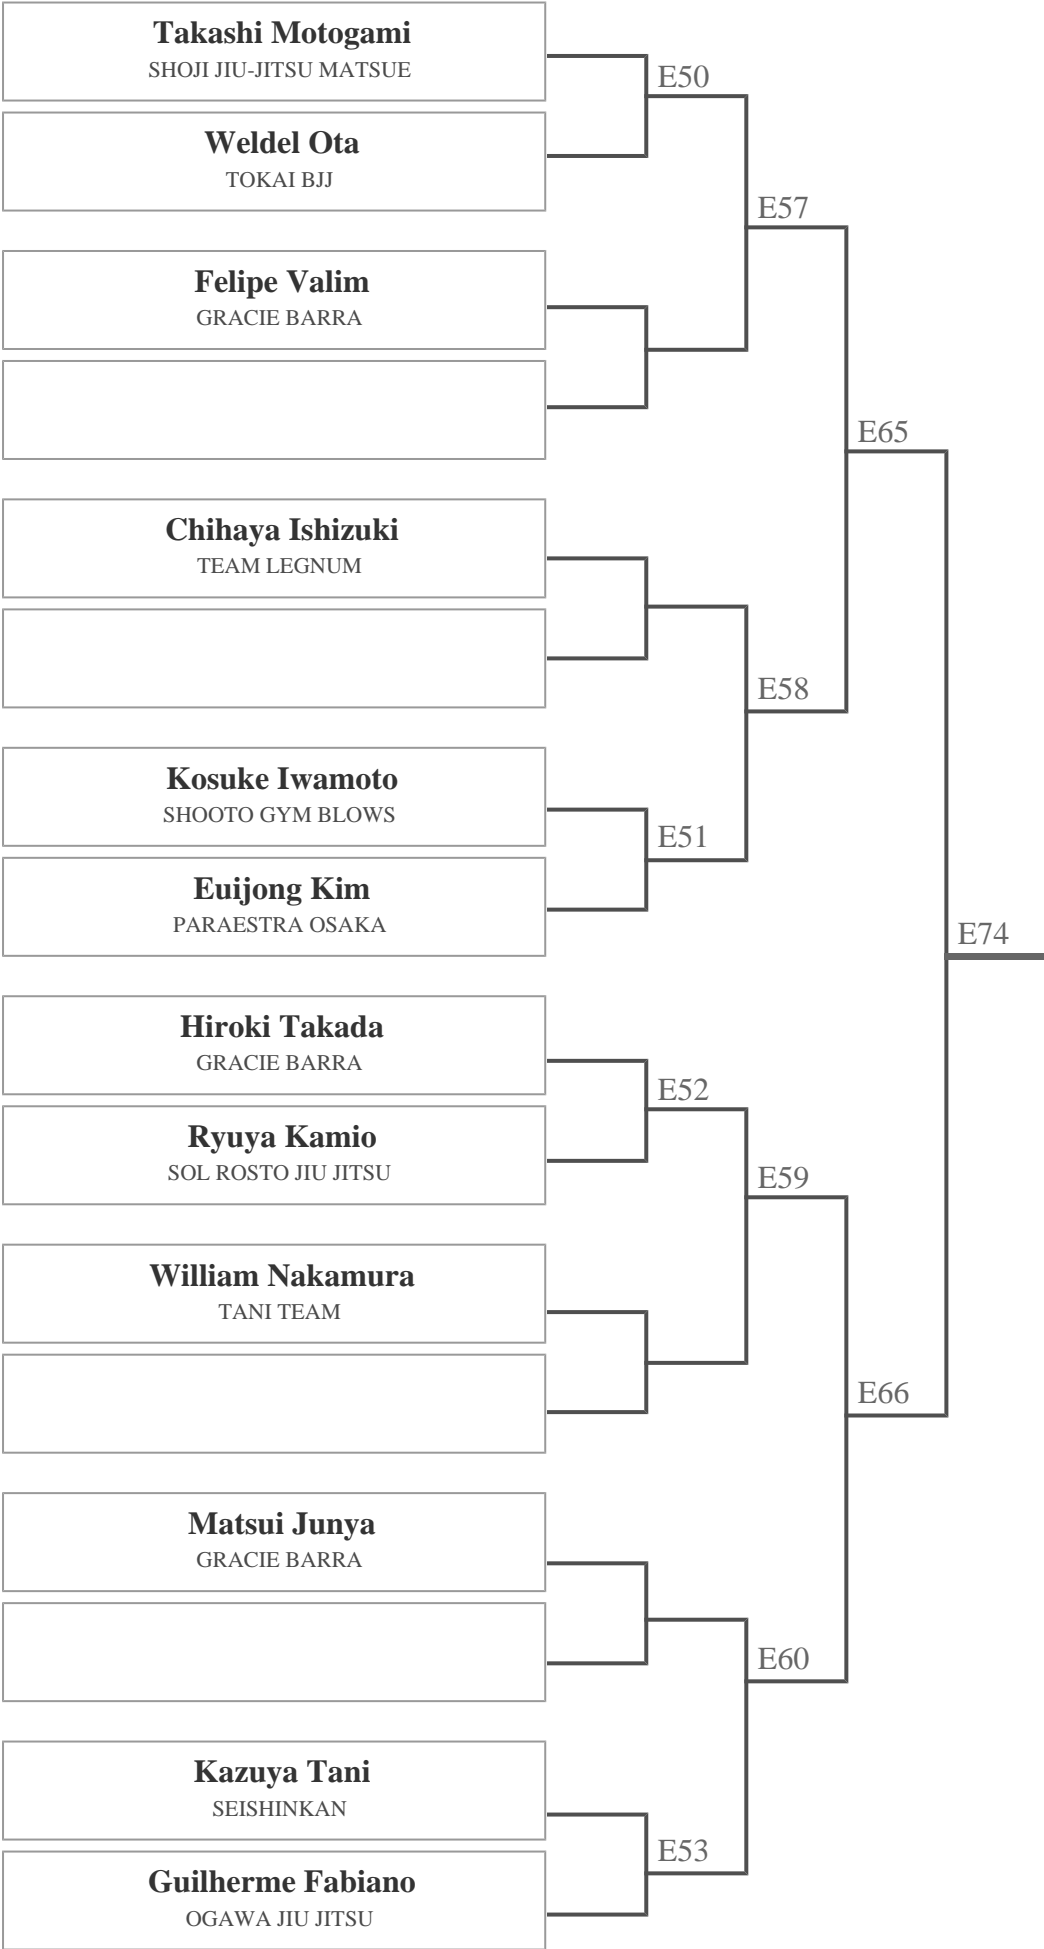 Takashi Motogami
SHOJI JIU-JITSU MATSUE
E50
Weldel Ota
TOKAI BJJ
E57
Felipe Valim
GRACIE BARRA
E65
Chihaya Ishizuki
TEAM LEGNUM
E58
Kosuke Iwamoto
SHOOTO GYM BLOWS
E51
Euijong Kim
PARAESTRA OSAKA
E74
Hiroki Takada
GRACIE BARRA
E52
Ryuya Kamio
SOL ROSTO JIU JITSU
E59
William Nakamura
TANI TEAM
E66
Matsui Junya
GRACIE BARRA
E60
Kazuya Tani
SEISHINKAN
E53
Guilherme Fabiano
OGAWA JIU JITSU